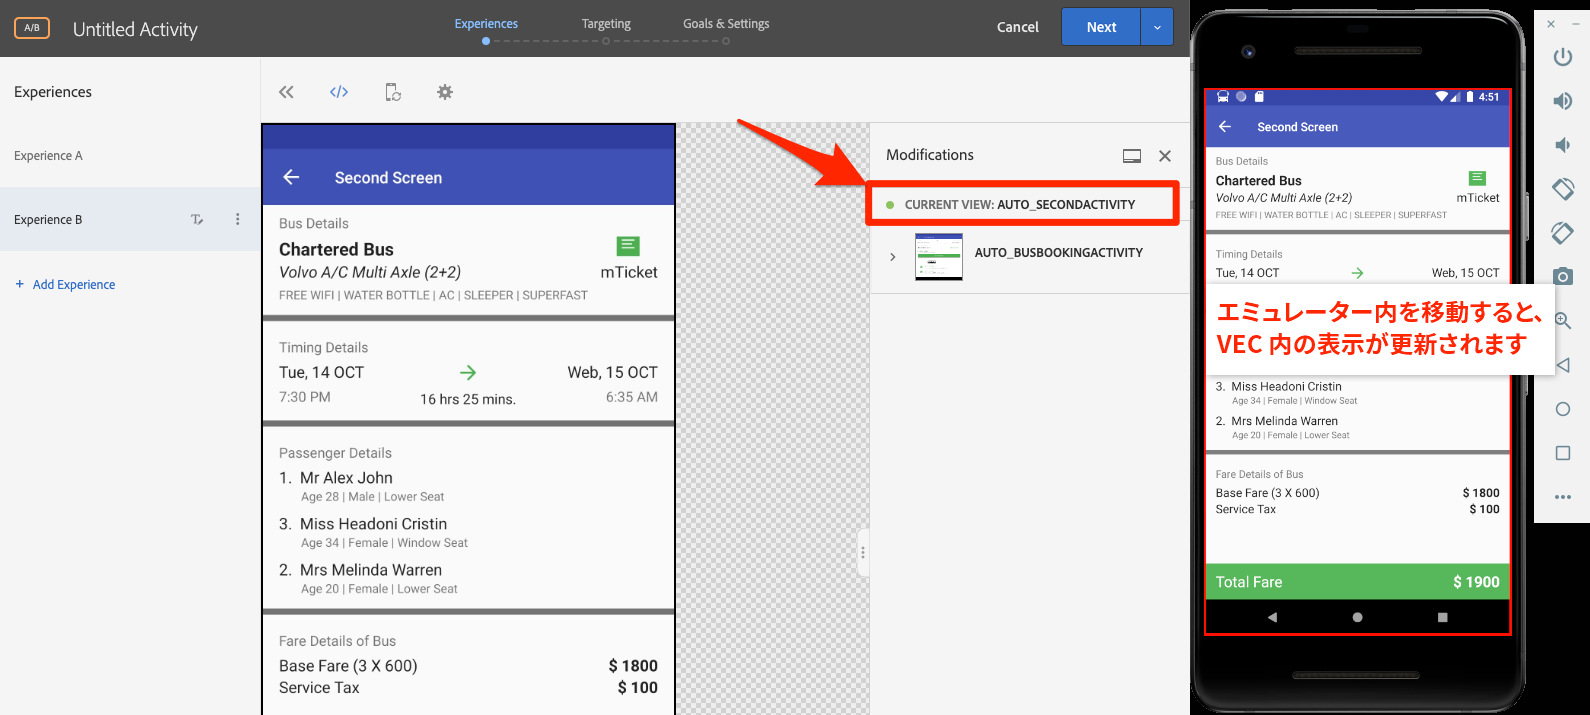 A/B
Untitled Activity
Experiences
Targeting
Goals & Settings
Cancel
Next
Experiences
Experience A
Experience B
+ Add Experience
Second Screen
Bus Details
Chartered Bus
Volvo A/C Multi Axle (2+2)
mTicket
FREE WIFI | WATER BOTTLE | AC | SLEEPER | SUPERFAST
Timing Details
Tue, 14 OCT
Web, 15 OCT
7:30 PM
16 hrs 25 mins.
6:35 AM
Passenger Details
1. Mr Alex John
Age 28 | Male | Lower Seat
3. Miss Headoni Cristin
Age 34 | Female | Window Seat
2. Mrs Melinda Warren
Age 20 | Female | Lower Seat
Fare Details of Bus
Base Fare (3 X 600)
$ 1800
Service Tax
$ 100
Modifications
CURRENT VIEW: AUTO_SECONDACTIVITY
AUTO_BUSBOOKINGACTIVITY
4:51
Second Screen
Bus Details
Chartered Bus
Volvo A/C Multi Axle (2+2)
mTicket
FREE WIFI | WATER BOTTLE | AC | SLEEPER | SUPERFAST
Timing Details
Tue, 14 OCT
Web, 15 OCT
エミュレーター内を移動すると、
VEC 内の表示が更新されます
3. Miss Headoni Cristin
Age 34 | Female | Window Seat
2. Mrs Melinda Warren
Age 20 | Female | Lower Seat
Fare Details of Bus
Base Fare (3 X 600)
$ 1800
Service Tax
$ 100
Total Fare
$ 1900